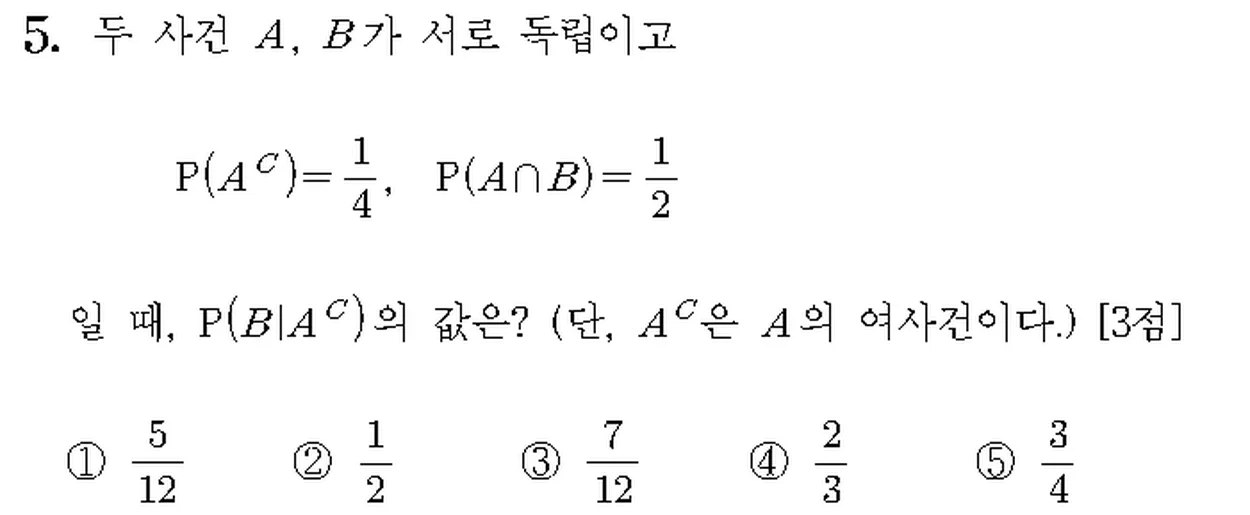 5. 두 사건 A, B가 서로 독립이고
P(A^C)=1/4, P(A∩B)=1/2
일 때, P(B|A^C)의 값은? (단, A^C은 A의 여사건이다.) [3점]
① 5/12 ② 1/2 ③ 7/12 ④ 2/3 ⑤ 3/4